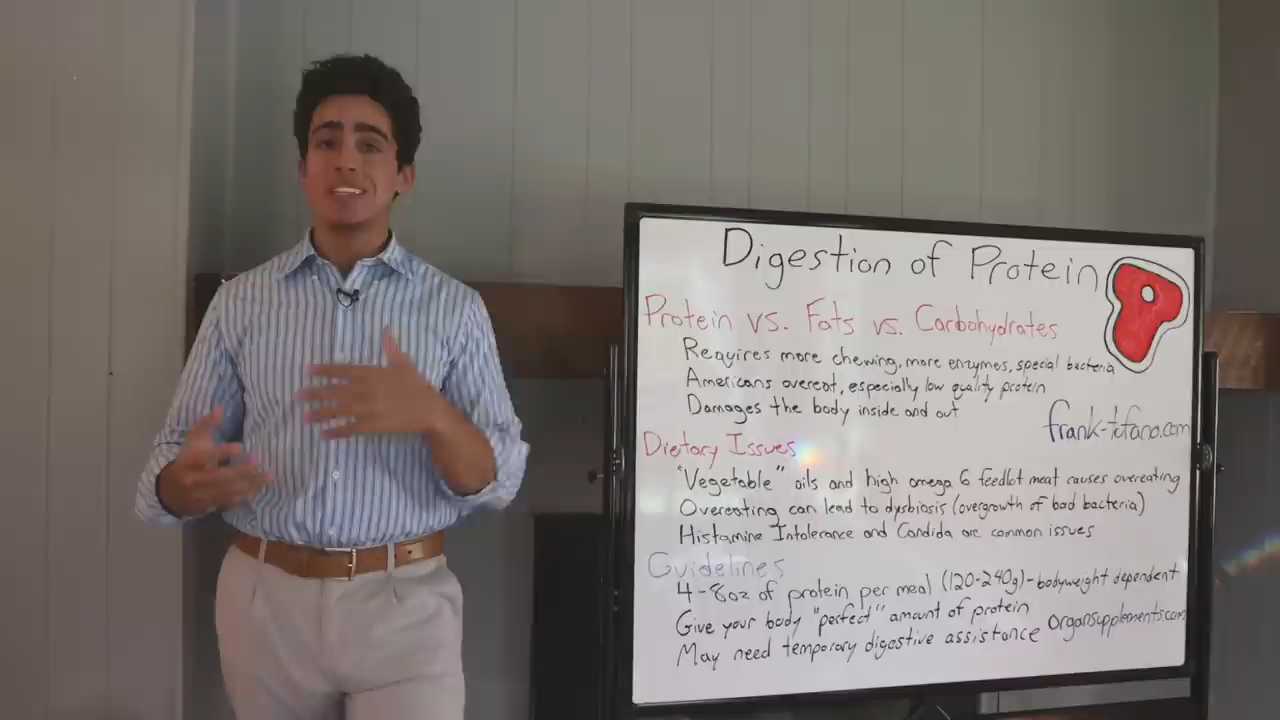 Digestion of Protein
Protein vs. Fats vs. Carbohydrates
Requires more chewing, more enzymes, special bacteria
Americans overeat, especially low quality protein
Damages the body inside and out
frank-tufano.com
Dietary Issues
"Vegetable" oils and high omega 6 feedlot meat causes overeating
Overeating can lead to dysbiosis (overgrowth of bad bacteria)
Histamine Intolerance and Candida are common issues
Guidelines
4-8oz of protein per meal (120-240g)-bodyweight dependent
Give your body "perfect" amount of protein
May need temporary digestive assistance
organsupplements.com